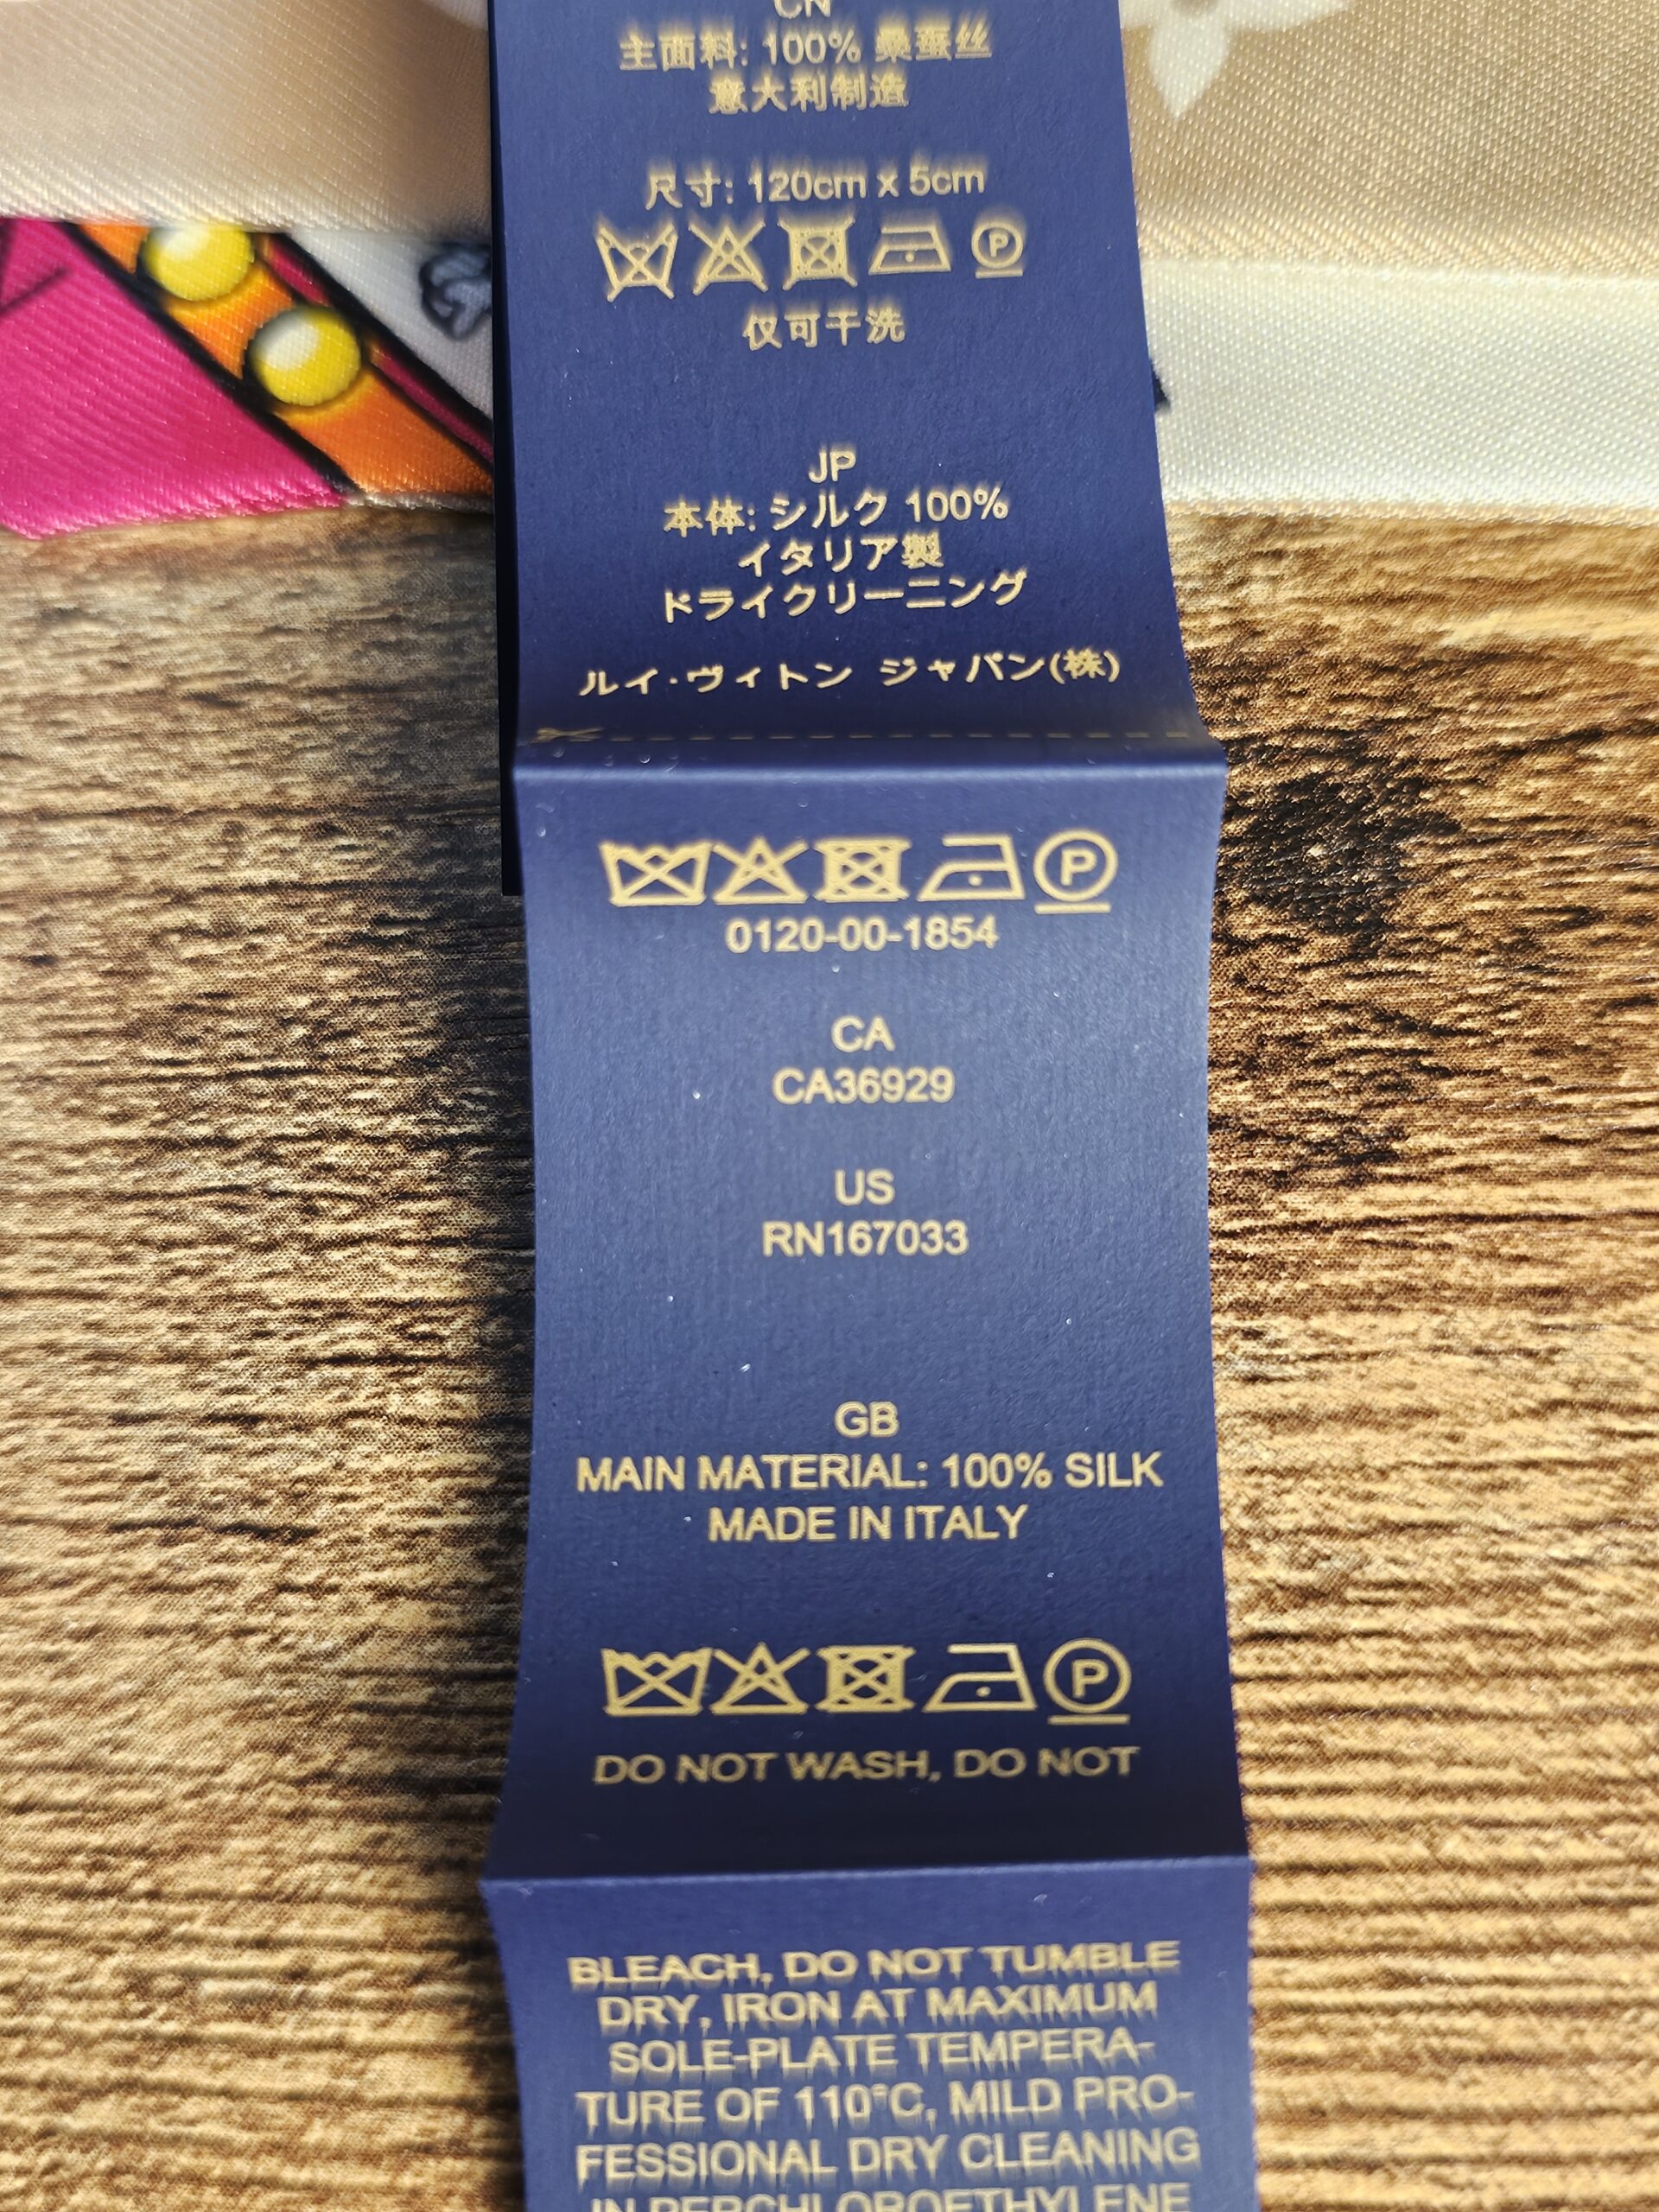 CN
主面料: 100% 桑蚕丝
意大利制造
尺寸: 120cm x 5cm
P
仅可干洗
JP
本体: シルク 100%
イタリア製
ドライクリーニング
ルイ·ヴィトン ジャパン(株)
P
0120-00-1854
CA
CA36929
US
RN167033
GB
MAIN MATERIAL: 100% SILK
MADE IN ITALY
P
DO NOT WASH, DO NOT
BLEACH, DO NOT TUMBLE
DRY, IRON AT MAXIMUM
SOLE-PLATE TEMPERA-
TURE OF 110°C, MILD PRO-
FESSIONAL DRY CLEANING
IN PERCHLOROETHYLENE